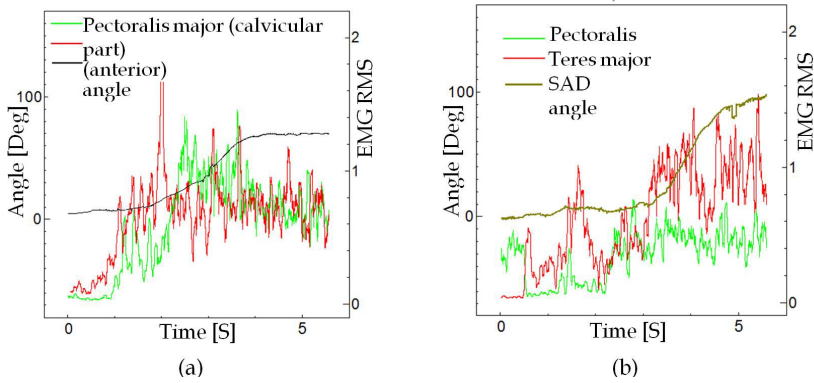 Pectoralis major (calvicular
part)
(anterior)
angle
2
1
0
EMG RMS
100
0
Angle [Deg]
0
5
Time [S]
(a)
Pectoralis
Teres major
SAD
angle
2
1
0
EMG RMS
100
0
Angle [Deg]
0
5
Time [S]
(b)